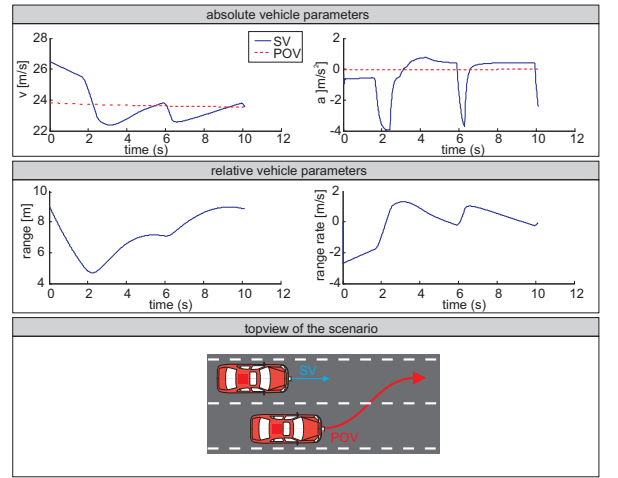 absolute vehicle parameters
28
26
24
22
v [m/s]
0 2 4 6 8 10 12
time (s)
SV
POV
2
0
-2
-4
a ]m/s²]
0 2 4 6 8 10 12
time (s)
relative vehicle parameters
10
8
6
4
range [m]
0 2 4 6 8 10 12
time (s)
2
0
-2
-4
range rate [m/s]
0 2 4 6 8 10 12
time (s)
topview of the scenario
SV
POV